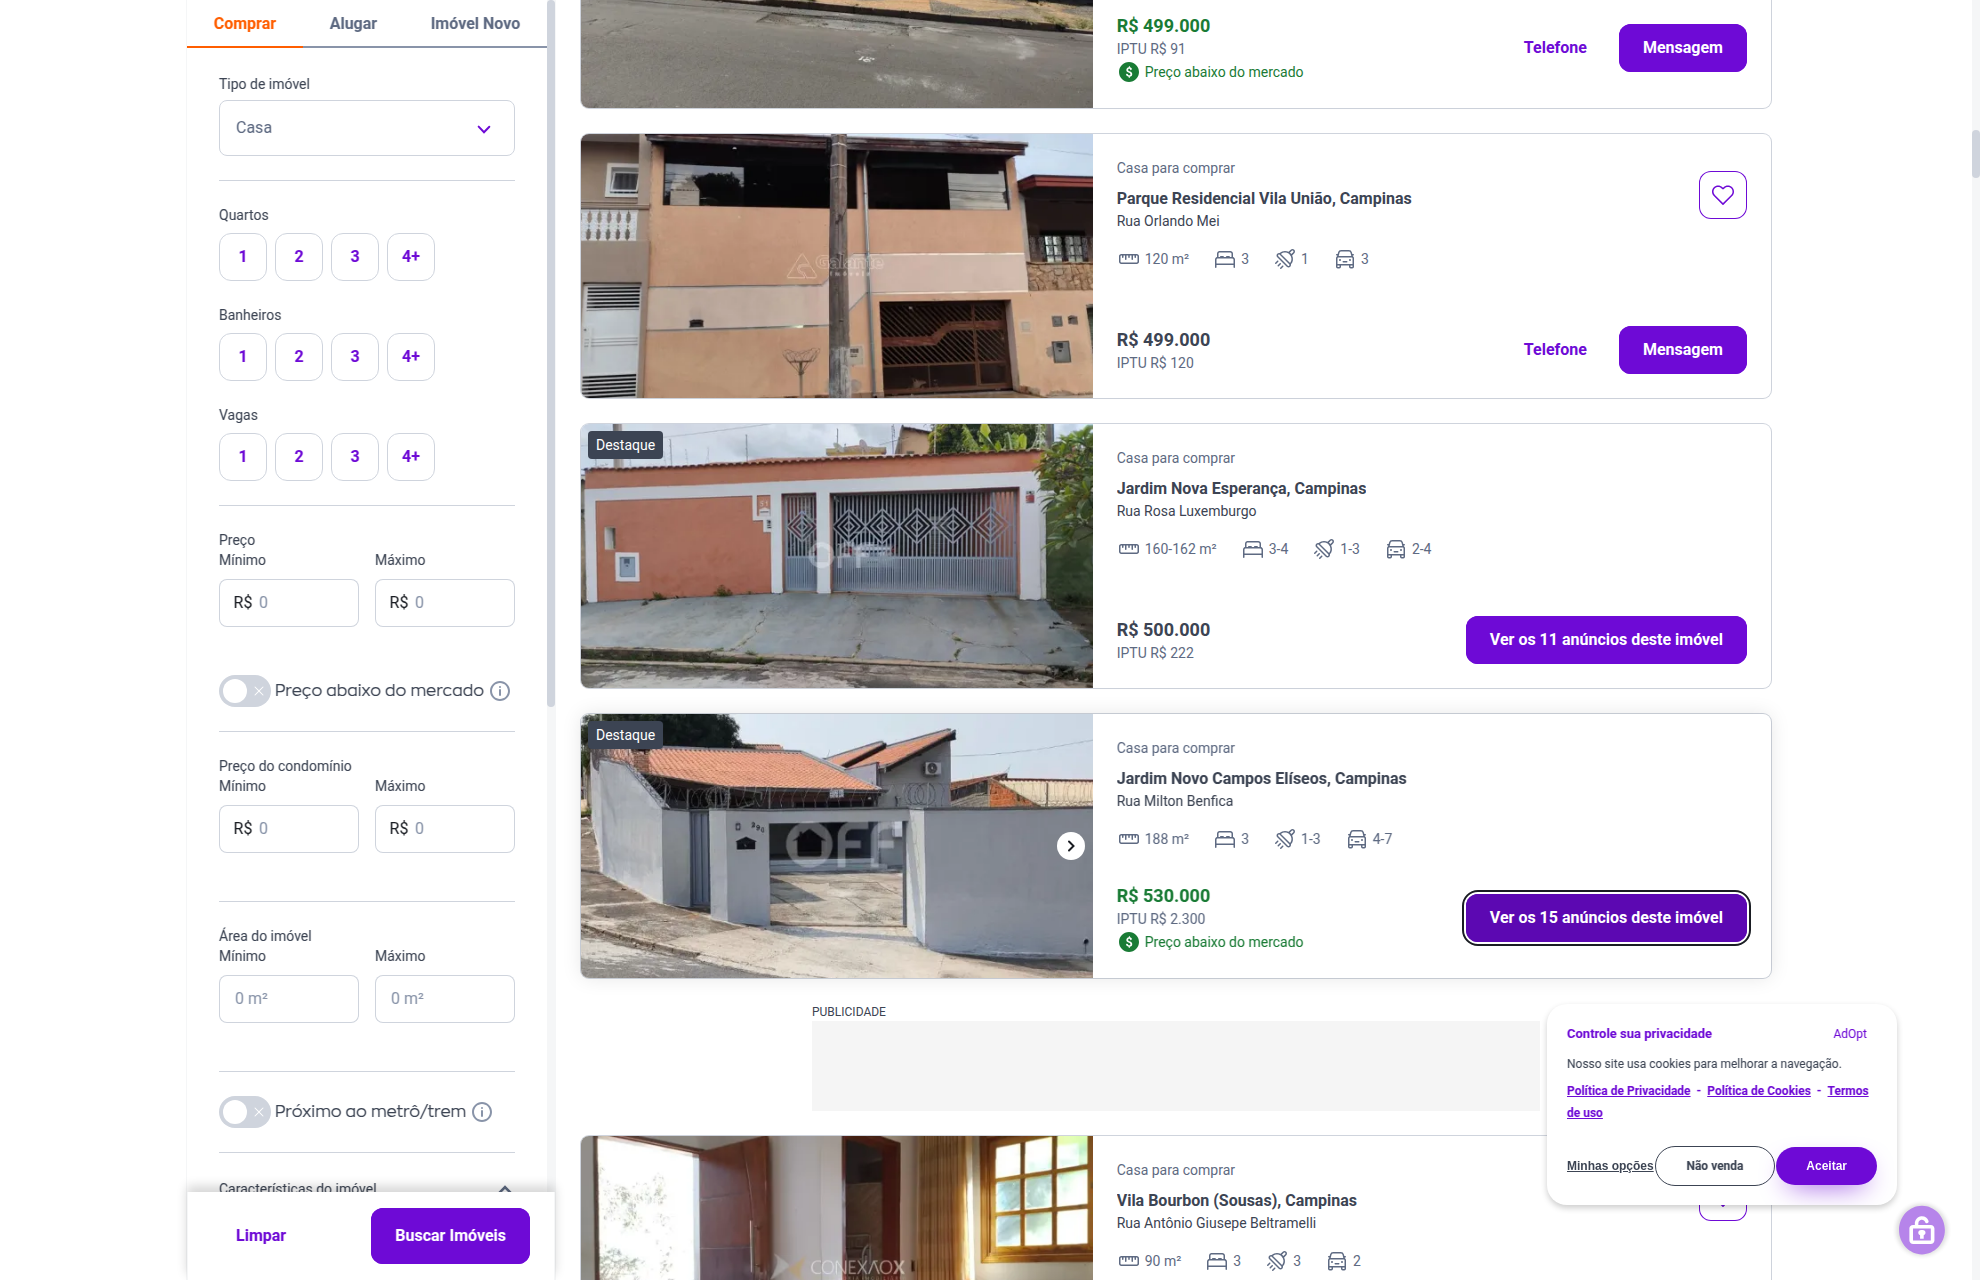 Comprar
Alugar
Imóvel Novo
Tipo de imóvel
Casa
Quartos
1
2
3
4+
Banheiros
1
2
3
4+
Vagas
1
2
3
4+
Preço
Mínimo
Máximo
R$ 0
R$ 0
Preço abaixo do mercado
Preço do condomínio
Mínimo
Máximo
R$ 0
R$ 0
Área do imóvel
Mínimo
Máximo
0 m²
0 m²
Próximo ao metrô/trem
Características do imóvel
Limpar
Buscar Imóveis
R$ 499.000
IPTU R$ 91
Preço abaixo do mercado
Telefone
Mensagem
Galante
Imóveis
Casa para comprar
Parque Residencial Vila União, Campinas
Rua Orlando Mei
120 m²
3
1
3
R$ 499.000
IPTU R$ 120
Telefone
Mensagem
Destaque
OFF
Casa para comprar
Jardim Nova Esperança, Campinas
Rua Rosa Luxemburgo
160-162 m²
3-4
1-3
2-4
R$ 500.000
IPTU R$ 222
Ver os 11 anúncios deste imóvel
Destaque
OFF
Casa para comprar
Jardim Novo Campos Elíseos, Campinas
Rua Milton Benfica
188 m²
3
1-3
4-7
R$ 530.000
IPTU R$ 2.300
Preço abaixo do mercado
Ver os 15 anúncios deste imóvel
PUBLICIDADE
CONEXAOX
Casa para comprar
Vila Bourbon (Sousas), Campinas
Rua Antônio Giusepe Beltramelli
90 m²
3
3
2
Controle sua privacidade
AdOpt
Nosso site usa cookies para melhorar a navegação.
Política de Privacidade - Política de Cookies - Termos
de uso
Minhas opções
Não venda
Aceitar